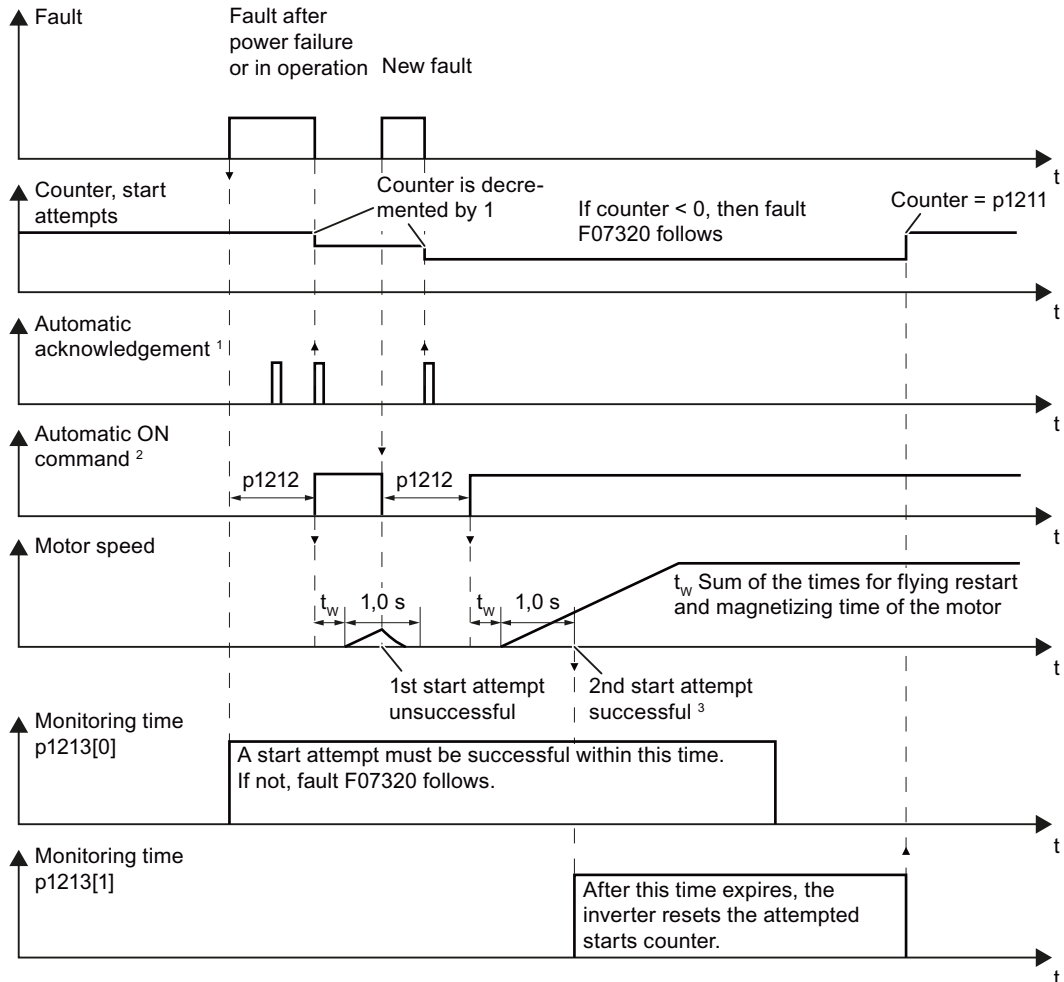 Fault
Fault after
power failure
or in operation
New fault
t
Counter, start
attempts
Counter is decre-
mented by 1
If counter < 0, then fault
F07320 follows
Counter = p1211
t
Automatic
acknowledgement 1
t
Automatic ON
command 2
p1212
p1212
t
Motor speed
tW
1,0 s
tW
1,0 s
tW Sum of the times for flying restart
and magnetizing time of the motor
t
1st start attempt
unsuccessful
2nd start attempt
successful 3
Monitoring time
p1213[0]
A start attempt must be successful within this time.
If not, fault F07320 follows.
t
Monitoring time
p1213[1]
After this time expires, the
inverter resets the attempted
starts counter.
t